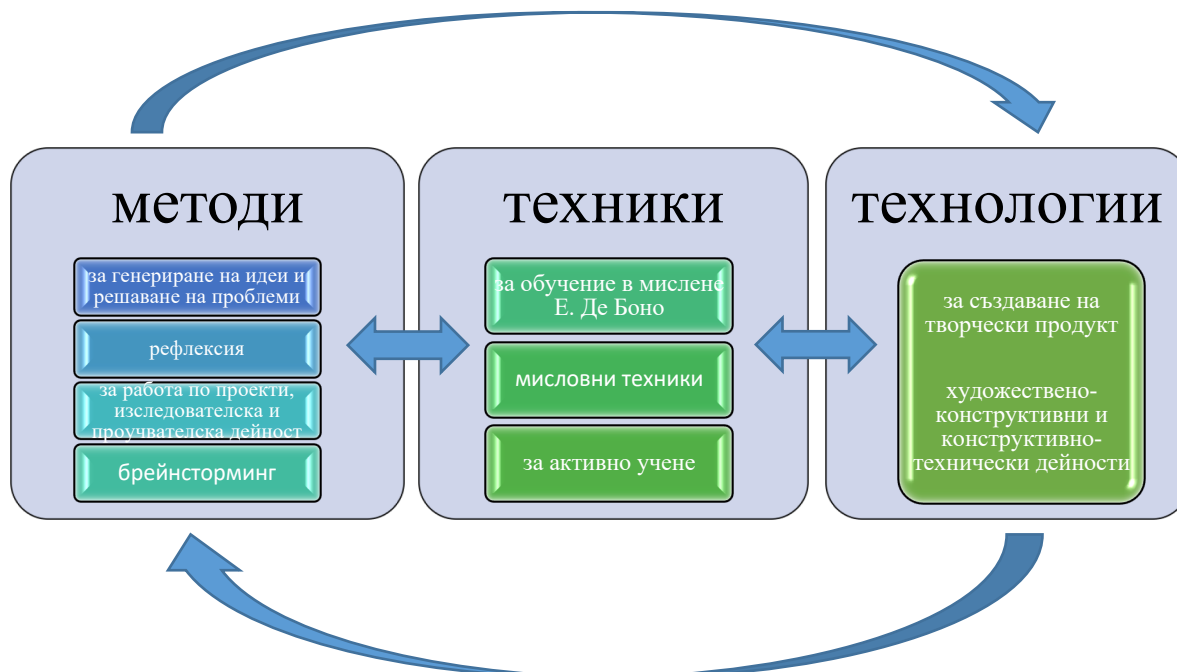 методи
за генериране на идеи и
решаване на проблеми
рефлексия
за работа по проекти,
изследователска и
проучвателска дейност
брейнсторминг
техники
за обучение в мислене
Е. Де Боно
мисловни техники
за активно учене
технологии
за създаване на
творчески продукт
художествено-
конструктивни и
конструктивно-
технически дейности